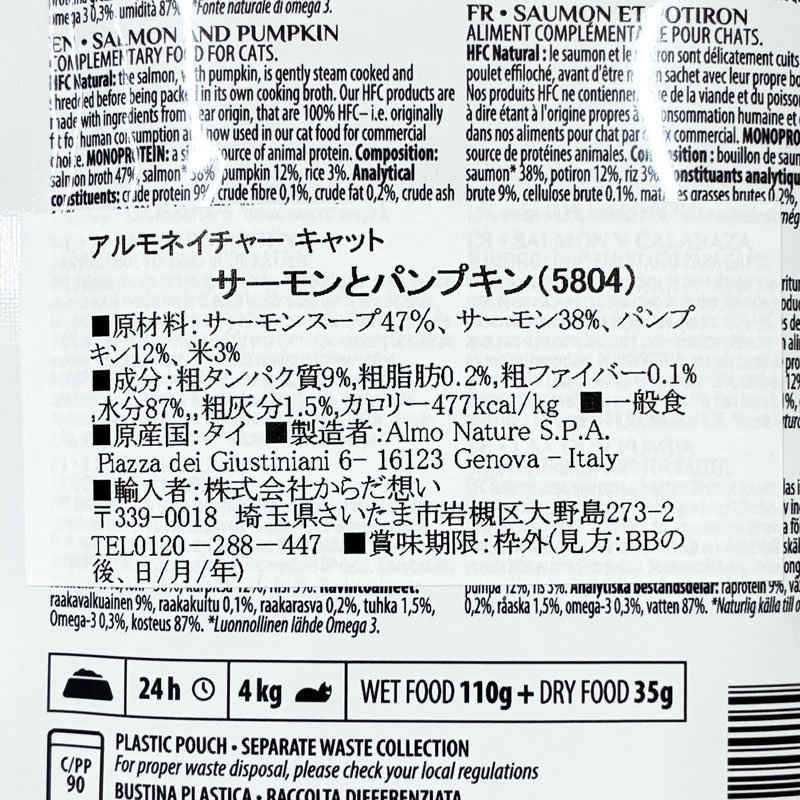 3 0,3% umidità 87% *Fonte naturale di omega 3.
EN • SALMON AND PUMPKIN
COMPLEMENTARY FOOD FOR CATS.
HFC Natural: the salmon, with pumpkin, is gently steam cooked and
shredded before being packed in its own cooking broth. Our HFC products are
made with ingredients from clear origin, that are 100% HFC– i.e. originally
fit for human consumption and now used in our cat food for commercial
choice. MONOPROTEIN: a single source of animal protein. Composition:
salmon broth 47%, salmon* 38% pumpkin 12%, rice 3%. Analytical
constituents: crude protein 9%, crude fibre 0,1%, crude fat 0,2%, crude ash
FR • SAUMON ET POTIRON
ALIMENT COMPLÉMENTAIRE POUR CHATS.
HFC Natural : le saumon et le potiron sont délicatement cuits
poulet effiloché, avant d'être en sachet avec leur propre
Nos produits HFC ne contiennent que de la viande et du poisson
à dire étant à l'origine propres à consommation humaine et
dans nos aliments pour chat par choix commercial. MONOPRO
source de protéines animales. Composition : bouillon de sau
saumon* 38%, potiron 12%, riz 3% constituants analytiqu
brute 9%, cellulose brute 0.1%, matières grasses brutes 0,2%,
ES • SALMÓN Y CALABAZA
アルモネイチャー キャット
サーモンとパンプキン(5804)
■原材料:サーモンスープ47%、サーモン38%、パンプ
キン12%、米3%
■成分:粗タンパク質9%,粗脂肪0.2%,粗ファイバー0.1%
,水分87%,,粗灰分1.5%,カロリー477kcal/kg ■一般食
■原産国:タイ ■製造者:Almo Nature S.P.A.
Piazza dei Giustiniani 6- 16123 Genova - Italy
■輸入者:株式会社からだ想い
〒339-0018 埼玉県さいたま市岩槻区大野島273-2
TEL0120-288-447 ■賞味期限:枠外(見方:BBの
後、日/月/年)
raakavalkuainen 9%, raakakuitu 0,1%, raakarasva 0,2%, tuhka 1,5%,
Omega-3 0,3%, kosteus 87%. *Luonnollinen lähde Omega 3.
pumpa 12%, ris 3%. Analytiska beståndsdelar: råprotein 9%,
0,2%, råaska 1,5%, omega-3 0,3%, vatten 87%. *Naturlig källa till
24h 4kg WET FOOD 110g + DRY FOOD 35g
C/PP
90
PLASTIC POUCH • SEPARATE WASTE COLLECTION
For proper waste disposal, please check your local regulations
BUSTINA PLASTICA • RACCOLTA DIFFERENZIATA